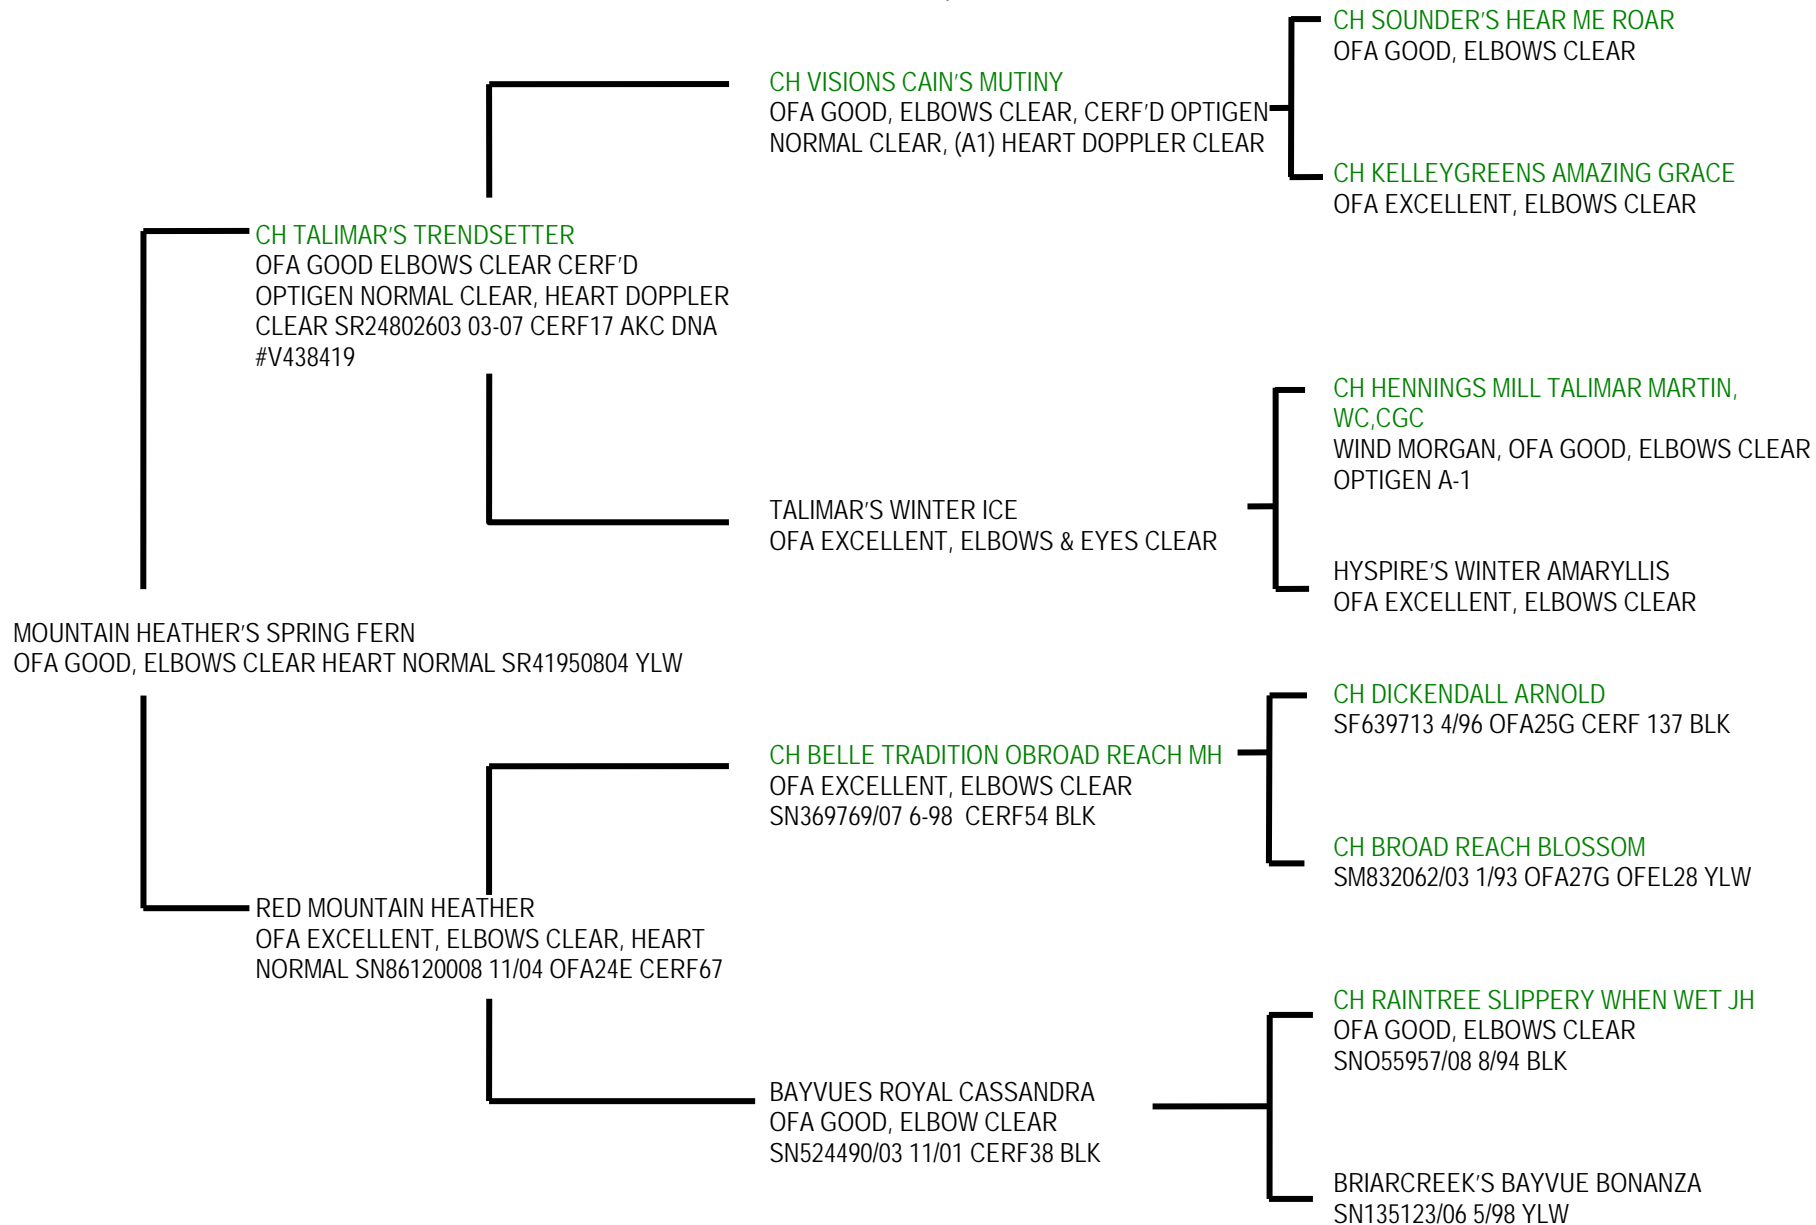 CH SOUNDER'S HEAR ME ROAR
OFA GOOD, ELBOWS CLEAR
CH VISIONS CAIN'S MUTINY
OFA GOOD, ELBOWS CLEAR, CERF'D OPTIGEN
NORMAL CLEAR, (A1) HEART DOPPLER CLEAR
CH KELLEYGREENS AMAZING GRACE
OFA EXCELLENT, ELBOWS CLEAR
CH TALIMAR'S TRENDSETTER
OFA GOOD ELBOWS CLEAR CERF'D
OPTIGEN NORMAL CLEAR, HEART DOPPLER
CLEAR SR24802603 03-07 CERF17 AKC DNA
#V438419
CH HENNINGS MILL TALIMAR MARTIN,
WC,CGC
WIND MORGAN, OFA GOOD, ELBOWS CLEAR
OPTIGEN A-1
TALIMAR'S WINTER ICE
OFA EXCELLENT, ELBOWS & EYES CLEAR
HYSPIRE'S WINTER AMARYLLIS
OFA EXCELLENT, ELBOWS CLEAR
MOUNTAIN HEATHER'S SPRING FERN
OFA GOOD, ELBOWS CLEAR HEART NORMAL SR41950804 YLW
CH DICKENDALL ARNOLD
SF639713 4/96 OFA25G CERF 137 BLK
CH BELLE TRADITION OBROAD REACH MH
OFA EXCELLENT, ELBOWS CLEAR
SN369769/07 6-98 CERF54 BLK
CH BROAD REACH BLOSSOM
SM832062/03 1/93 OFA27G OFEL28 YLW
RED MOUNTAIN HEATHER
OFA EXCELLENT, ELBOWS CLEAR, HEART
NORMAL SN86120008 11/04 OFA24E CERF67
CH RAINTREE SLIPPERY WHEN WET JH
OFA GOOD, ELBOWS CLEAR
SNO55957/08 8/94 BLK
BAYVUES ROYAL CASSANDRA
OFA GOOD, ELBOW CLEAR
SN524490/03 11/01 CERF38 BLK
BRIARCREEK'S BAYVUE BONANZA
SN135123/06 5/98 YLW